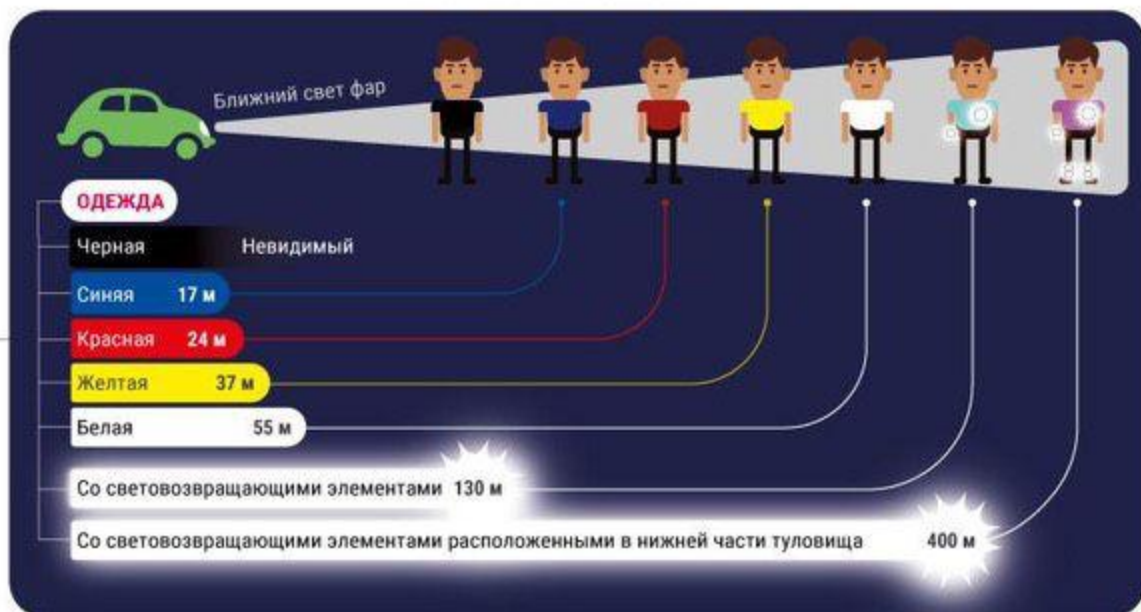 Ближний свет фар
ОДЕЖДА
Черная Невидимый
Синяя 17 м
Красная 24 м
Желтая 37 м
Белая 55 м
Со световозвращающими элементами 130 м
Со световозвращающими элементами расположенными в нижней части туловища 400 м